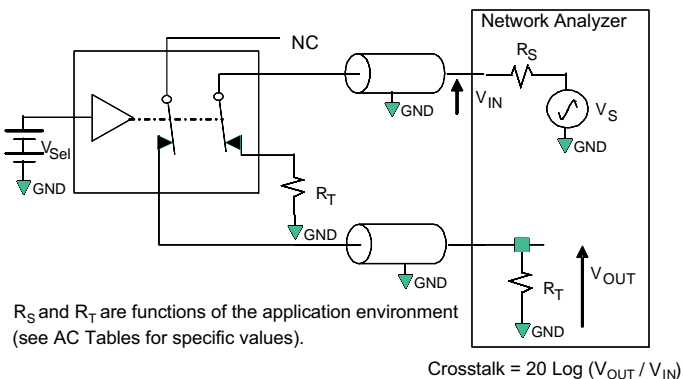 Network Analyzer
NC
R_S
GND
V_IN
V_S
GND
V_Sel
GND
R_T
GND
GND
R_T
V_OUT
GND
R_S and R_T are functions of the application environment
(see AC Tables for specific values).
Crosstalk = 20 Log (V_OUT / V_IN)